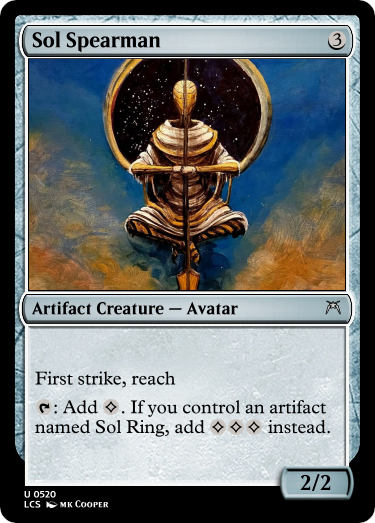 Sol Spearman 3
Artifact Creature — Avatar
First strike, reach
: Add . If you control an artifact
named Sol Ring, add instead.
2/2
U 0520
LCS MK COOPER